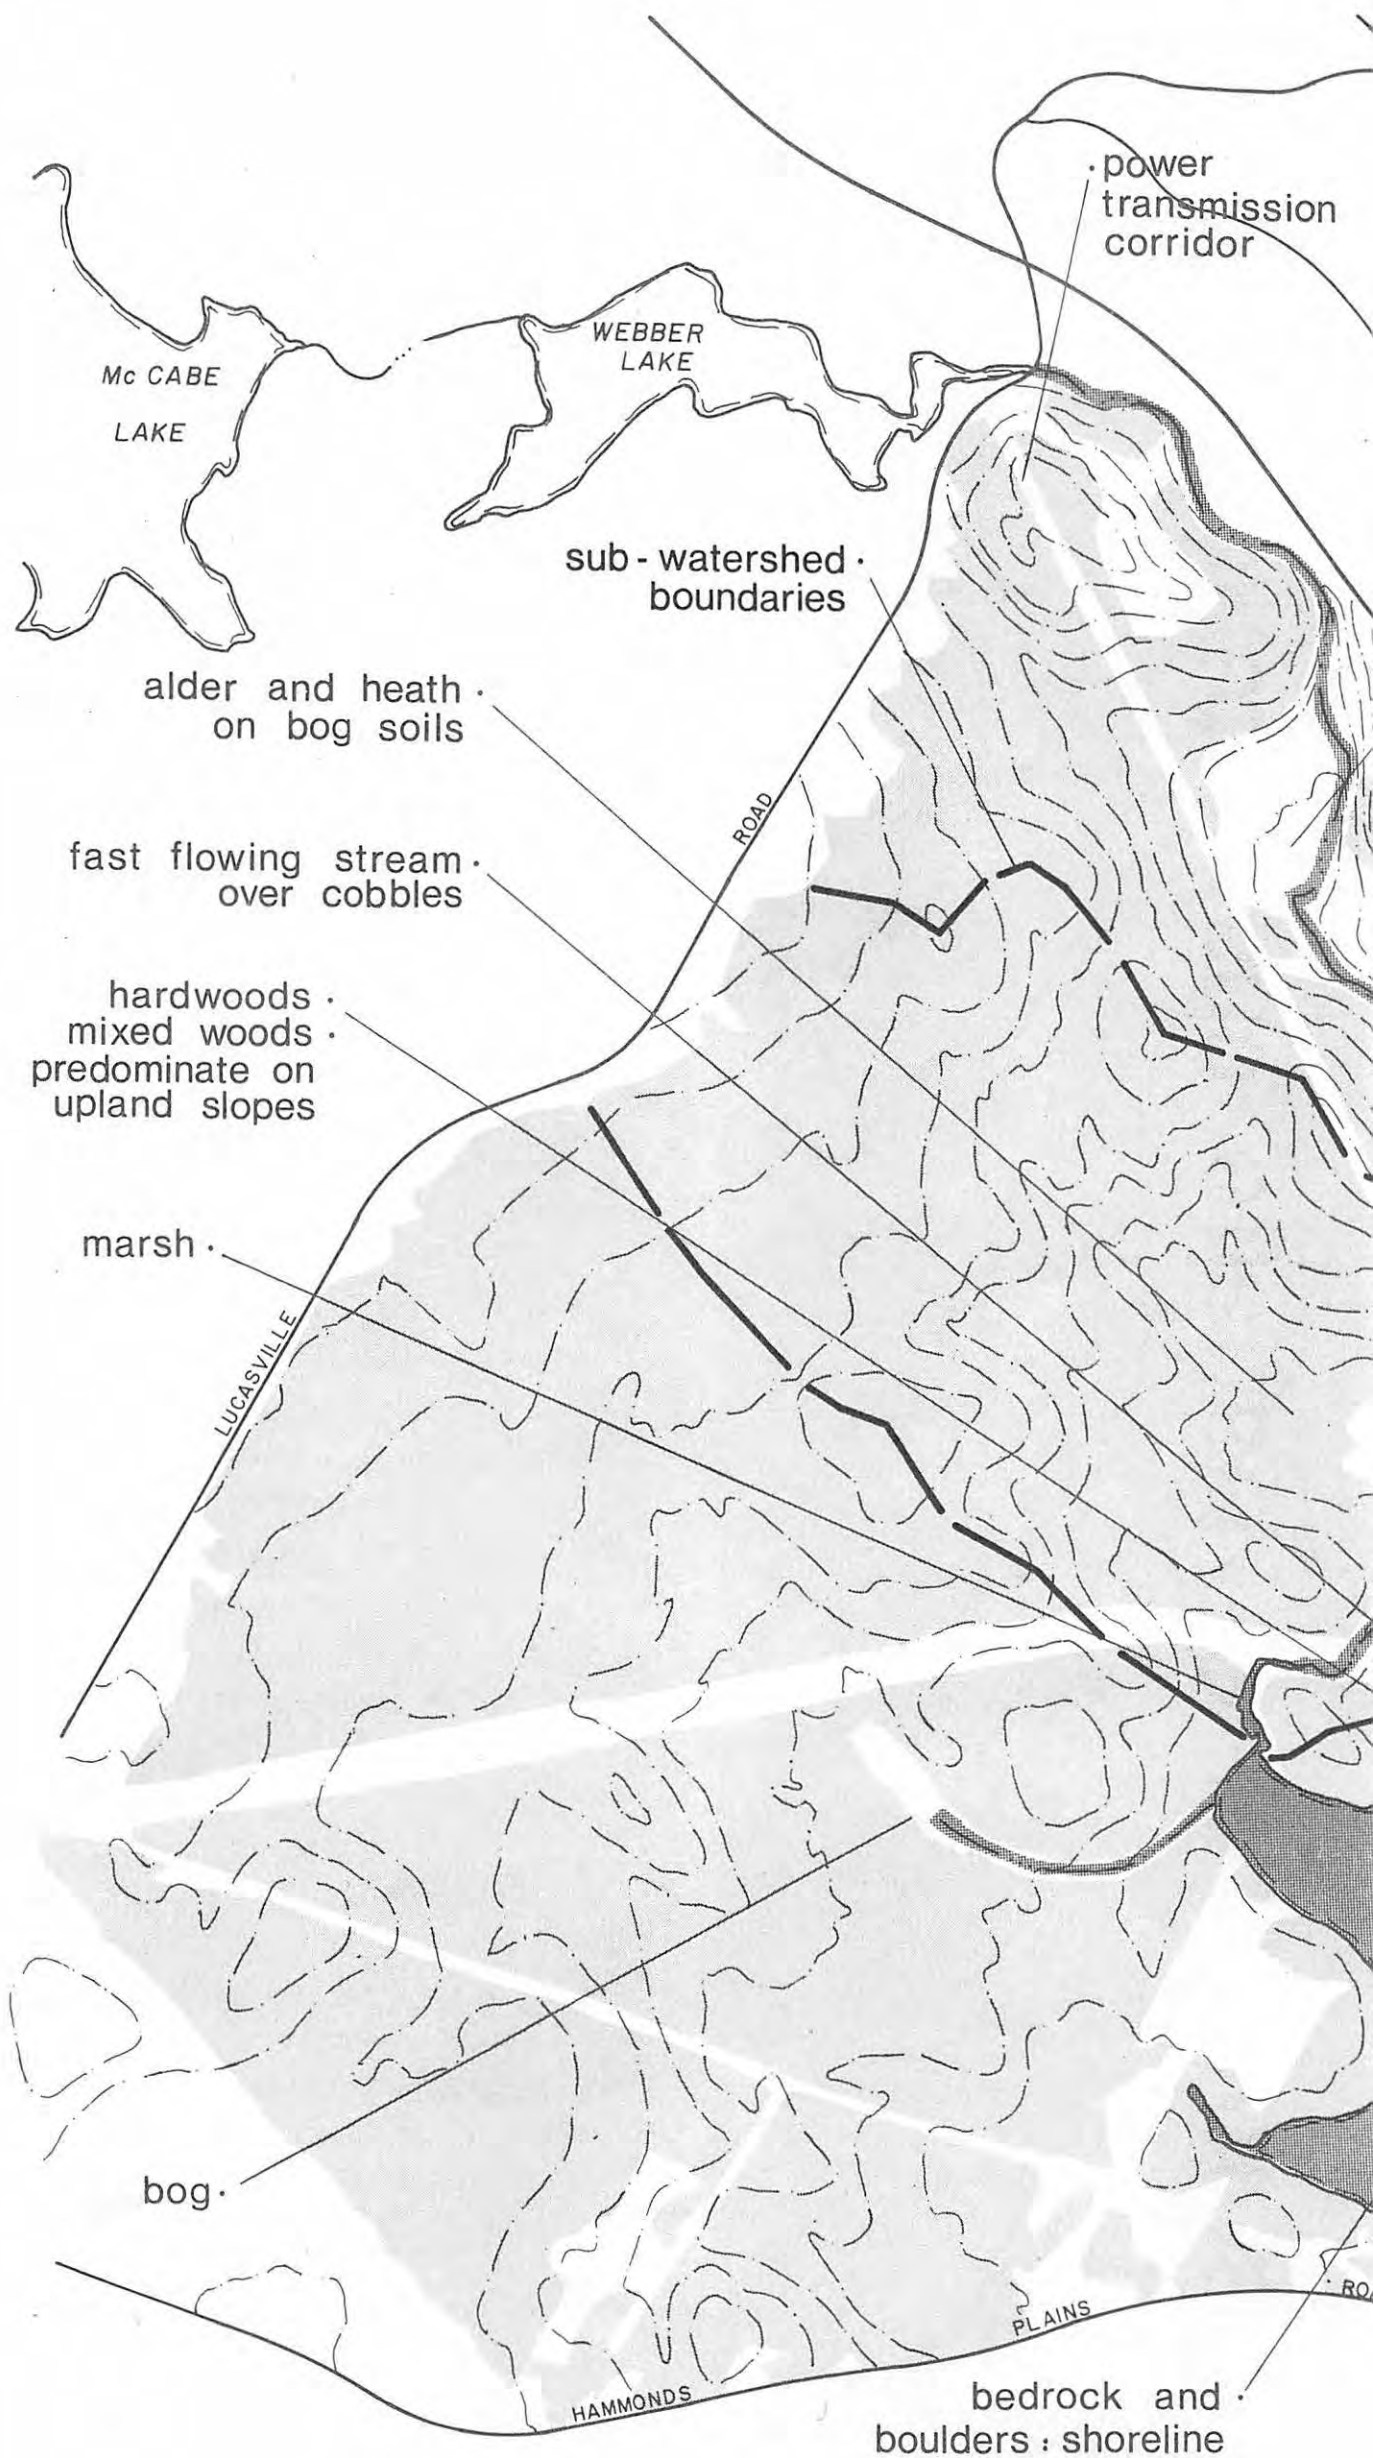 · power
transmission
corridor
WEBBER
LAKE
Mc CABE
LAKE
sub - watershed ·
boundaries
alder and heath ·
on bog soils
ROAD
fast flowing stream ·
over cobbles
hardwoods ·
mixed woods ·
predominate on
upland slopes
marsh ·
LUCASVILLE
bog ·
PLAINS
HAMMONDS
bedrock and ·
boulders : shoreline